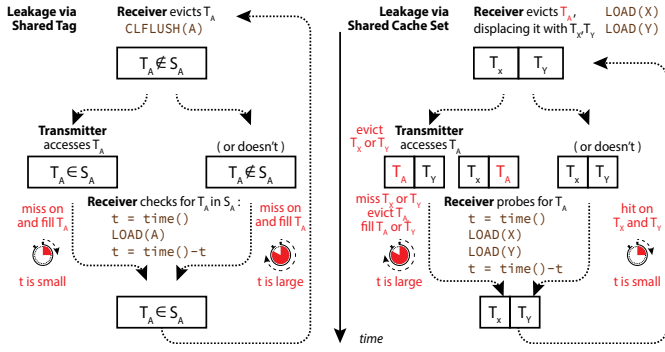 Leakage via
Shared Tag
Receiver evicts T_A
CLFLUSH(A)
T_A ∉ S_A
Transmitter
accesses T_A
( or doesn't )
T_A ∈ S_A
T_A ∉ S_A
Receiver checks for T_A in S_A :
miss on
and fill T_A
t = time()
LOAD(A)
t = time()-t
miss on
and fill T_A
t is small
t is large
T_A ∈ S_A
Leakage via
Shared Cache Set
Receiver evicts T_A,
displacing it with T_X,T_Y
LOAD(X)
LOAD(Y)
T_x T_Y
evict
T_X or T_Y
Transmitter
accesses T_A
( or doesn't )
T_A T_Y
T_x T_A
T_x T_Y
miss T_X or T_Y
evict T_A
fill T_A or T_Y
Receiver probes for T_A
t = time()
LOAD(X)
LOAD(Y)
t = time()-t
hit on
T_X and T_Y
t is large
t is small
T_x T_Y
time